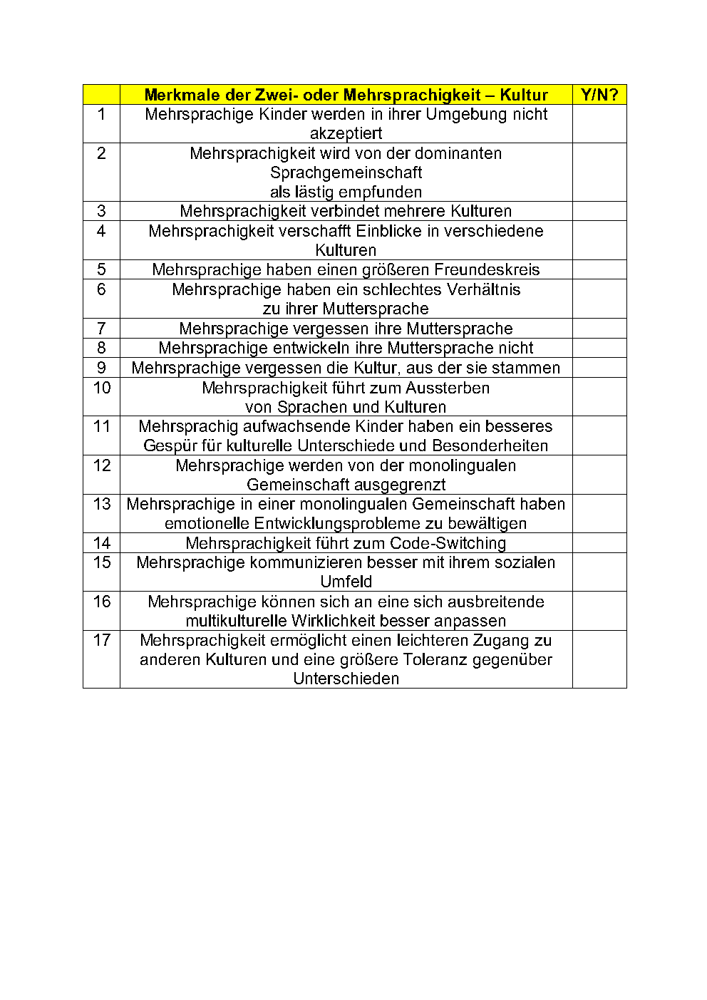 Merkmale der Zwei- oder Mehrsprachigkeit – Kultur Y/N?
1 Mehrsprachige Kinder werden in ihrer Umgebung nicht
akzeptiert
2 Mehrsprachigkeit wird von der dominanten
Sprachgemeinschaft
als lästig empfunden
3 Mehrsprachigkeit verbindet mehrere Kulturen
4 Mehrsprachigkeit verschafft Einblicke in verschiedene
Kulturen
5 Mehrsprachige haben einen größeren Freundeskreis
6 Mehrsprachige haben ein schlechtes Verhältnis
zu ihrer Muttersprache
7 Mehrsprachige vergessen ihre Muttersprache
8 Mehrsprachige entwickeln ihre Muttersprache nicht
9 Mehrsprachige vergessen die Kultur, aus der sie stammen
10 Mehrsprachigkeit führt zum Aussterben
von Sprachen und Kulturen
11 Mehrsprachig aufwachsende Kinder haben ein besseres
Gespür für kulturelle Unterschiede und Besonderheiten
12 Mehrsprachige werden von der monolingualen
Gemeinschaft ausgegrenzt
13 Mehrsprachige in einer monolingualen Gemeinschaft haben
emotionelle Entwicklungsprobleme zu bewältigen
14 Mehrsprachigkeit führt zum Code-Switching
15 Mehrsprachige kommunizieren besser mit ihrem sozialen
Umfeld
16 Mehrsprachige können sich an eine sich ausbreitende
multikulturelle Wirklichkeit besser anpassen
17 Mehrsprachigkeit ermöglicht einen leichteren Zugang zu
anderen Kulturen und eine größere Toleranz gegenüber
Unterschieden